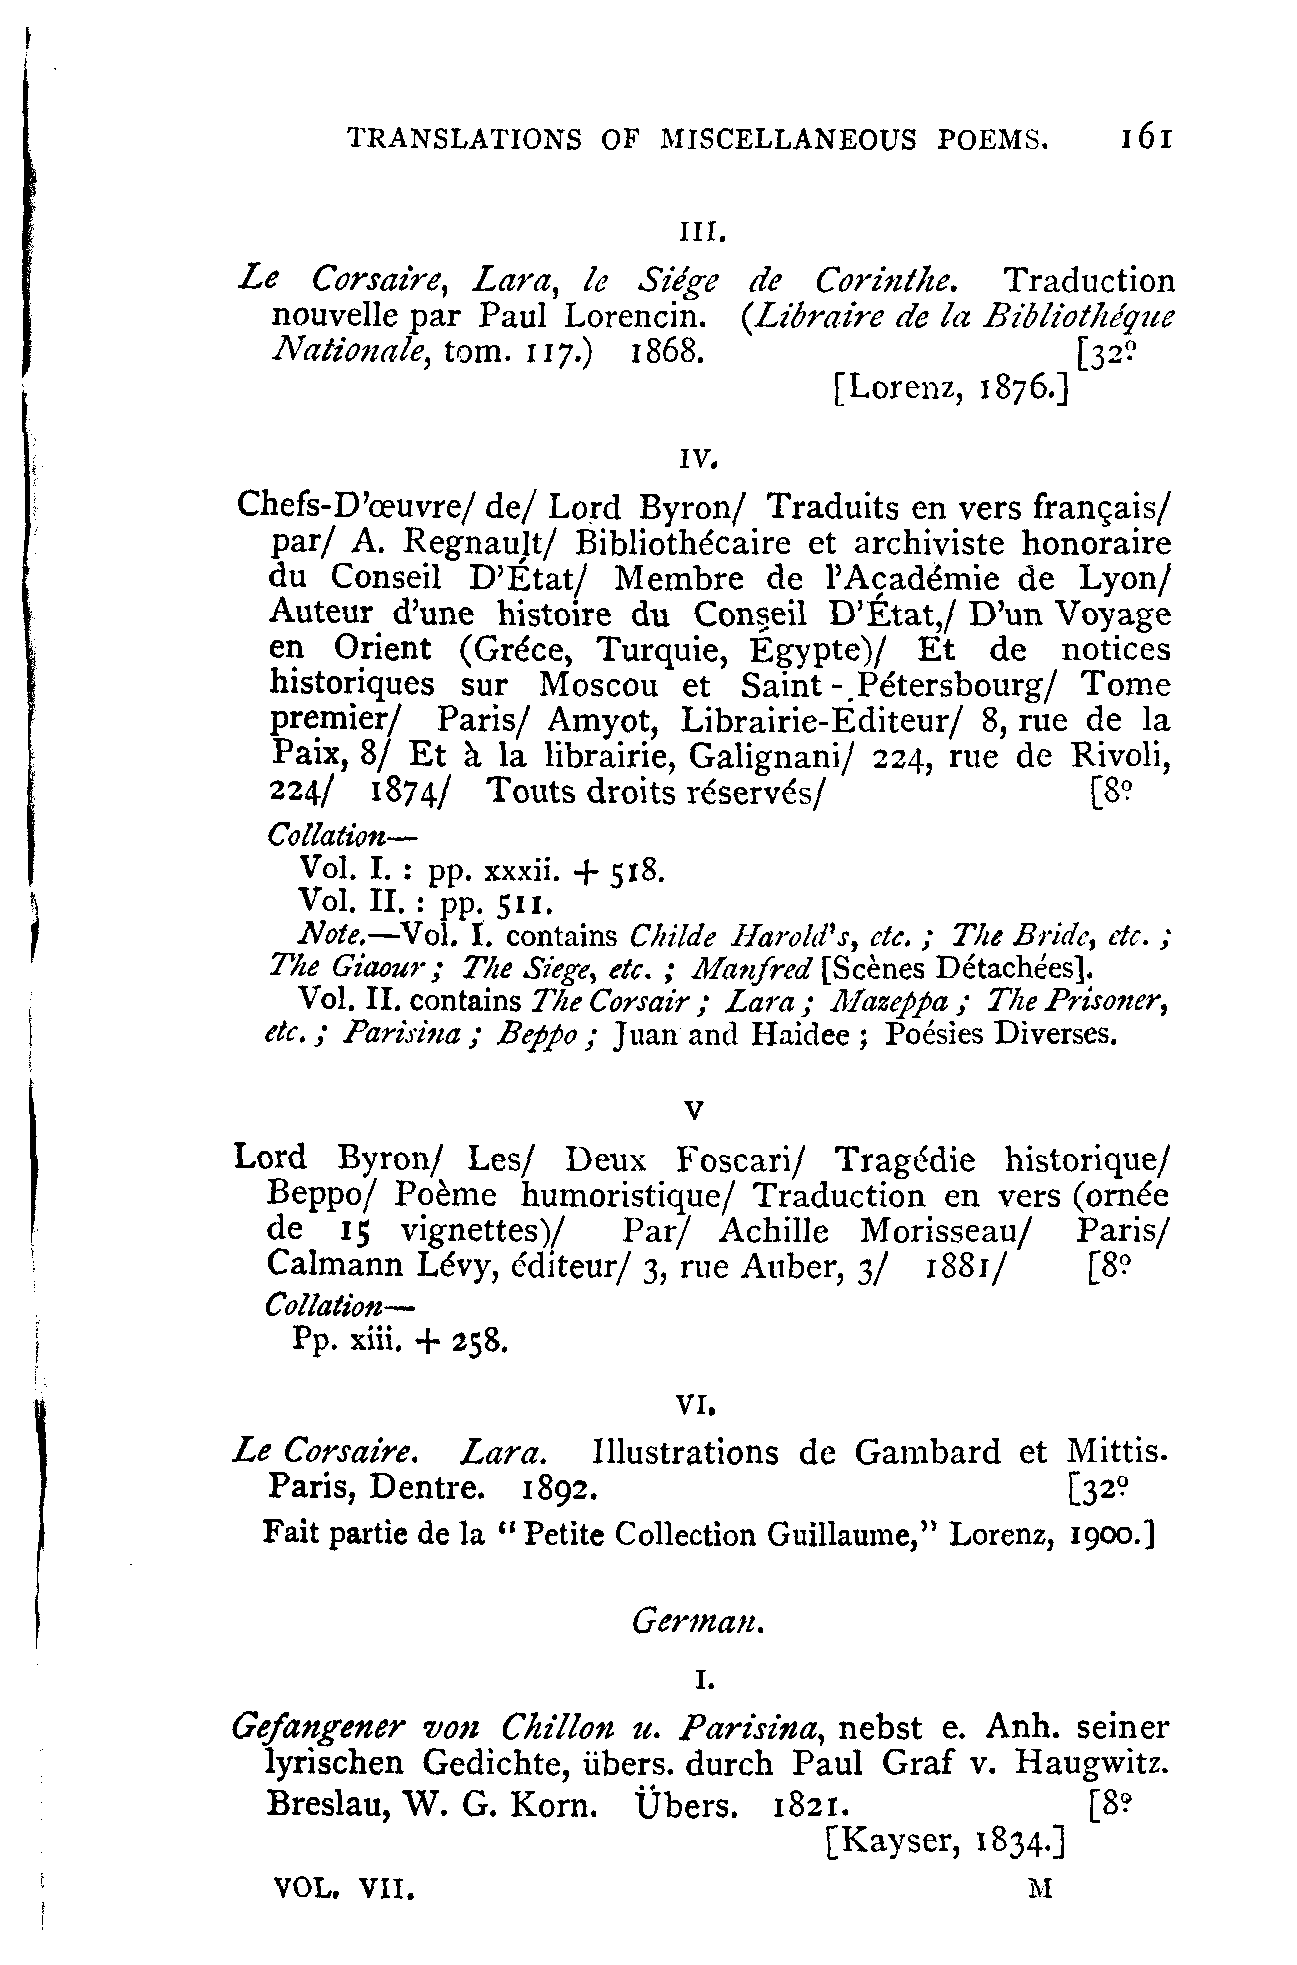 TRANSLATIONS OF MISCELLANEOUS POEMS. 161
III.
Le Corsaire, Lara, le Siége de Corinthe. Traduction
nouvelle par Paul Lorencin. (Libraire de la Bibliothéque
Nationale, tom. 117.) 1868. [32º
[Lorenz, 1876.]
IV.
Chefs-D'œuvre/ de/ Lord Byron/ Traduits en vers français/
par/ A. Regnault/ Bibliothécaire et archiviste honoraire
du Conseil D'État/ Membre de l'Académie de Lyon/
Auteur d'une histoire du Conseil D'État,/ D'un Voyage
en Orient (Gréce, Turquie, Égypte)/ Et de notices
historiques sur Moscou et Saint-Pétersbourg/ Tome
premier/ Paris/ Amyot, Librairie-Éditeur/ 8, rue de la
Paix, 8/ Et à la librairie, Galignani/ 224, rue de Rivoli,
224/ 1874/ Touts droits réservés/ [8º
Collation—
Vol. I. : pp. xxxii. + 518.
Vol. II. : pp. 511.
Note.—Vol. I. contains Childe Harold's, etc. ; The Bride, etc. ;
The Giaour ; The Siege, etc. ; Manfred [Scènes Détachées].
Vol. II. contains The Corsair ; Lara ; Mazeppa ; The Prisoner,
etc. ; Parisina ; Beppo ; Juan and Haidee ; Poésies Diverses.
V
Lord Byron/ Les/ Deux Foscari/ Tragédie historique/
Beppo/ Poème humoristique/ Traduction en vers (ornée
de 15 vignettes)/ Par/ Achille Morisseau/ Paris/
Calmann Lévy, éditeur/ 3, rue Auber, 3/ 1881/ [8º
Collation—
Pp. xiii. + 258.
VI.
Le Corsaire. Lara. Illustrations de Gambard et Mittis.
Paris, Dentre. 1892. [32º
Fait partie de la "Petite Collection Guillaume," Lorenz, 1900.]
German.
I.
Gefangener von Chillon u. Parisina, nebst e. Anh. seiner
lyrischen Gedichte, übers. durch Paul Graf v. Haugwitz.
Breslau, W. G. Korn. Übers. 1821. [8º
[Kayser, 1834.]
VOL. VII. M